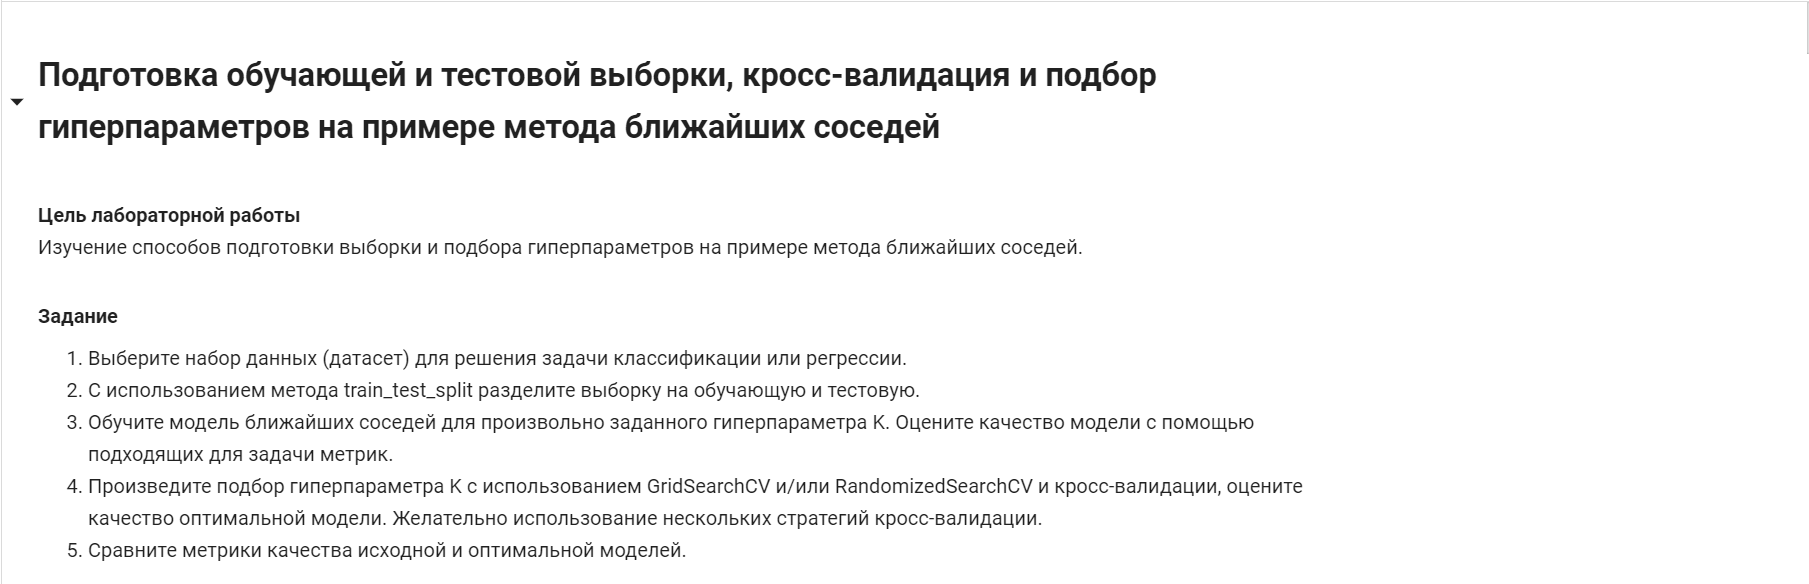 Подготовка обучающей и тестовой выборки, кросс-валидация и подбор
гиперпараметров на примере метода ближайших соседей
Цель лабораторной работы
Изучение способов подготовки выборки и подбора гиперпараметров на примере метода ближайших соседей.
Задание
1. Выберите набор данных (датасет) для решения задачи классификации или регрессии.
2. С использованием метода train_test_split разделите выборку на обучающую и тестовую.
3. Обучите модель ближайших соседей для произвольно заданного гиперпараметра K. Оцените качество модели с помощью
подходящих для задачи метрик.
4. Произведите подбор гиперпараметра K с использованием GridSearchCV и/или RandomizedSearchCV и кросс-валидации, оцените
качество оптимальной модели. Желательно использование нескольких стратегий кросс-валидации.
5. Сравните метрики качества исходной и оптимальной моделей.